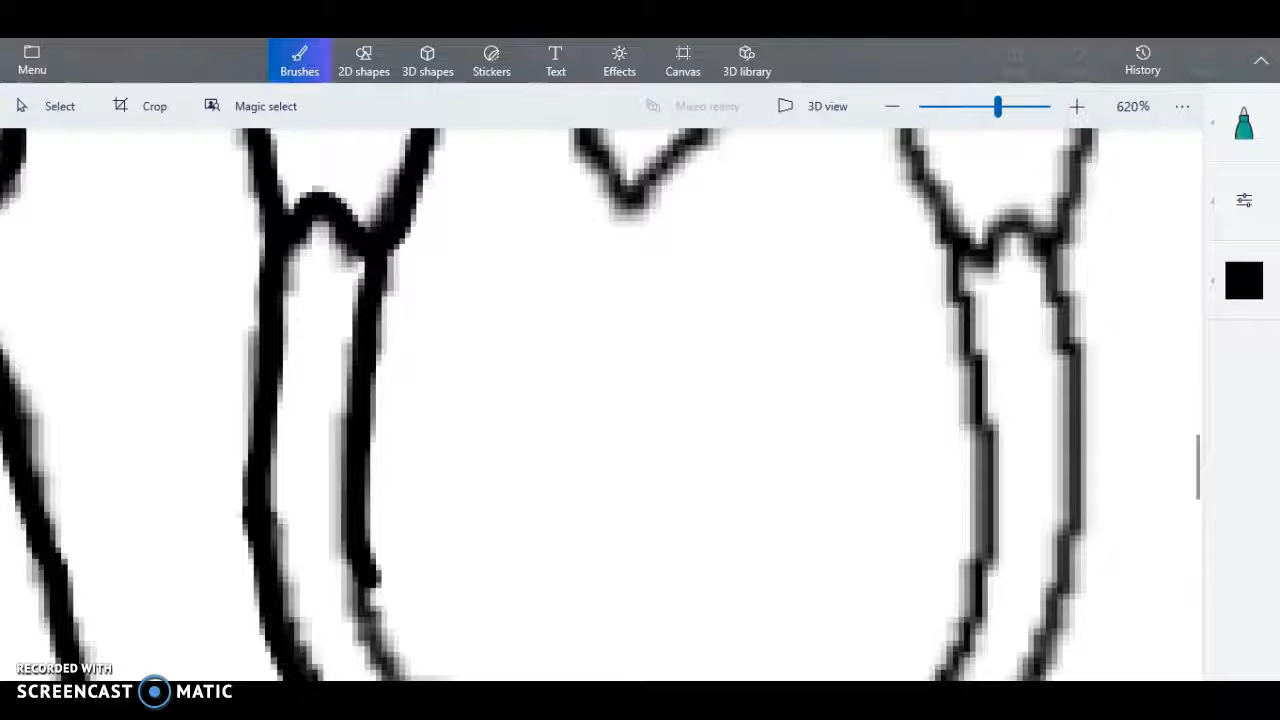 Menu
Brushes
2D shapes
3D shapes
Stickers
Text
Effects
Canvas
3D library
History
Select
Crop
Magic select
Mixed reality
3D view
620%
RECORDED WITH
SCREENCAST MATIC